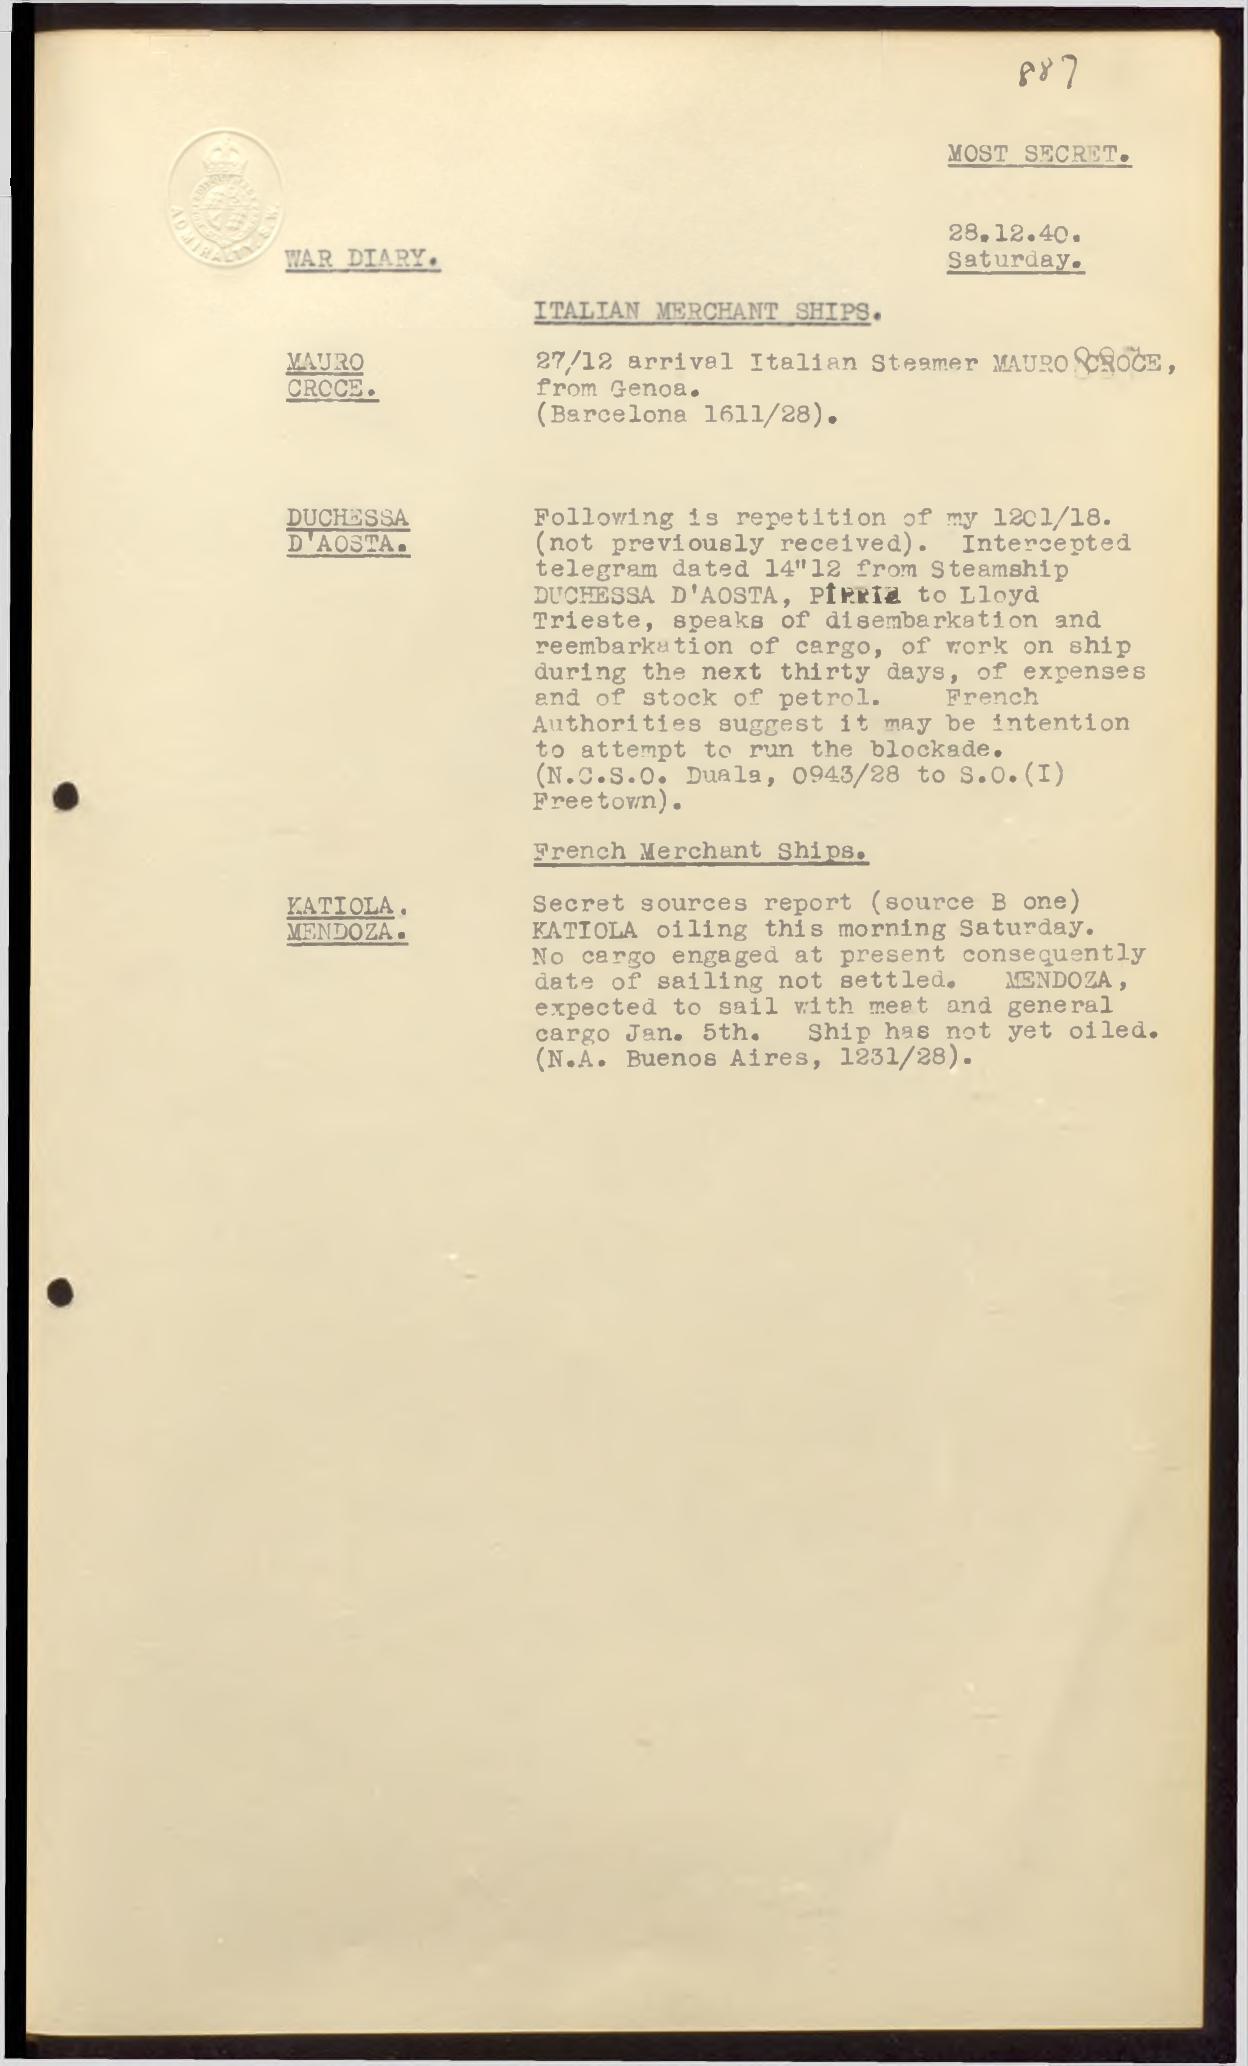 887
MOST SECRET.
ADMIRALTY. S.W.
28.12.40.
WAR DIARY.
Saturday.
ITALIAN MERCHANT SHIPS.
MAURO
CROCE.
27/12 arrival Italian Steamer MAURO CROCE,
from Genoa.
(Barcelona 1611/28).
DUCHESSA
D'AOSTA.
Following is repetition of my 1201/18.
(not previously received). Intercepted
telegram dated 14"12 from Steamship
DUCHESSA D'AOSTA, to Lloyd
Trieste, speaks of disembarkation and
reembarkation of cargo, of work on ship
during the next thirty days, of expenses
and of stock of petrol. French
Authorities suggest it may be intention
to attempt to run the blockade.
(N.C.S.O. Duala, 0943/28 to S.O.(I)
Freetown).
French Merchant Ships.
KATIOLA.
MENDOZA.
Secret sources report (source B one)
KATIOLA oiling this morning Saturday.
No cargo engaged at present consequently
date of sailing not settled. MENDOZA,
expected to sail with meat and general
cargo Jan. 5th. Ship has not yet oiled.
(N.A. Buenos Aires, 1231/28).